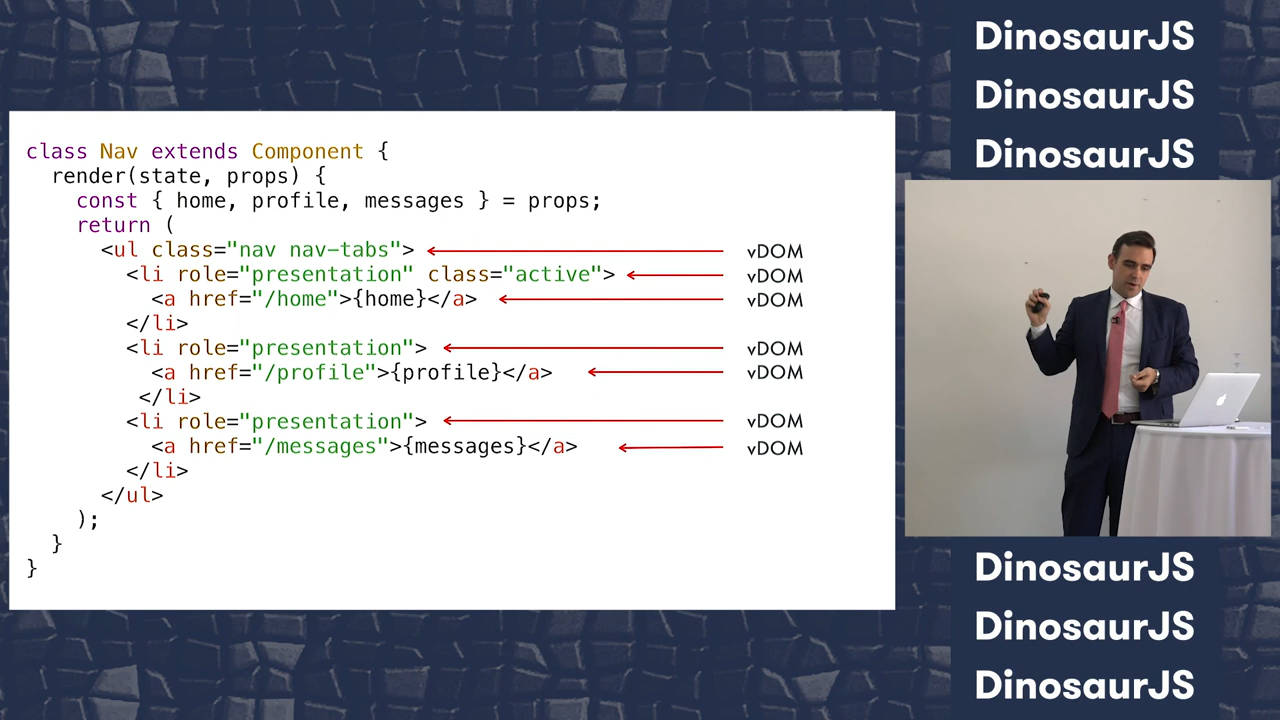 class Nav extends Component {
render(state, props) {
const { home, profile, messages } = props;
return (
<ul class="nav nav-tabs"> vDOM
<li role="presentation" class="active"> vDOM
<a href="/home">{home}</a> vDOM
</li>
<li role="presentation"> vDOM
<a href="/profile">{profile}</a> vDOM
</li>
<li role="presentation"> vDOM
<a href="/messages">{messages}</a> vDOM
</li>
</ul>
);
}
}
DinosaurJS
DinosaurJS
DinosaurJS
DinosaurJS
DinosaurJS
DinosaurJS